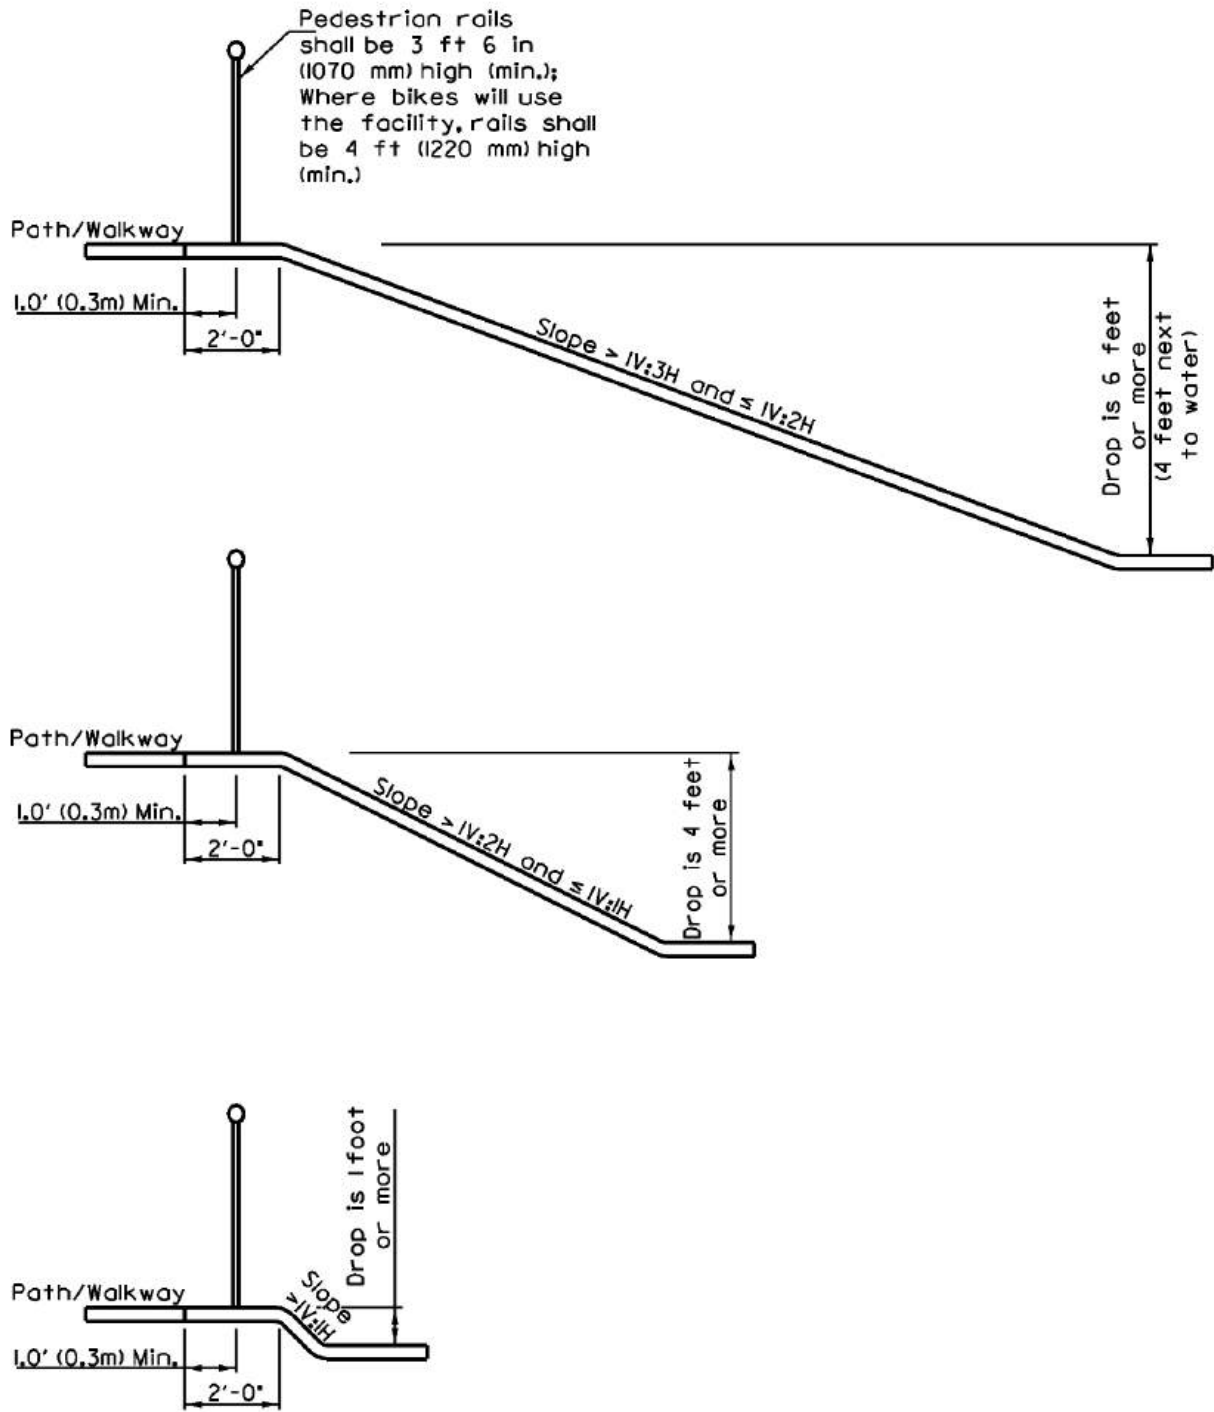 Pedestrian rails
shall be 3 ft 6 in
(1070 mm) high (min.);
Where bikes will use
the facility, rails shall
be 4 ft (1220 mm) high
(min.)
Path/Walkway
1.0' (0.3m) Min.
2'-0"
Slope > 1V:3H and ≤ 1V:2H
Drop is 6 feet
or more
(4 feet next
to water)
Path/Walkway
1.0' (0.3m) Min.
2'-0"
Slope > 1V:2H and ≤ 1V:1H
Drop is 4 feet
or more
Drop is 1 foot
or more
Path/Walkway
Slope
>1V:1H
1.0' (0.3m) Min.
2'-0"